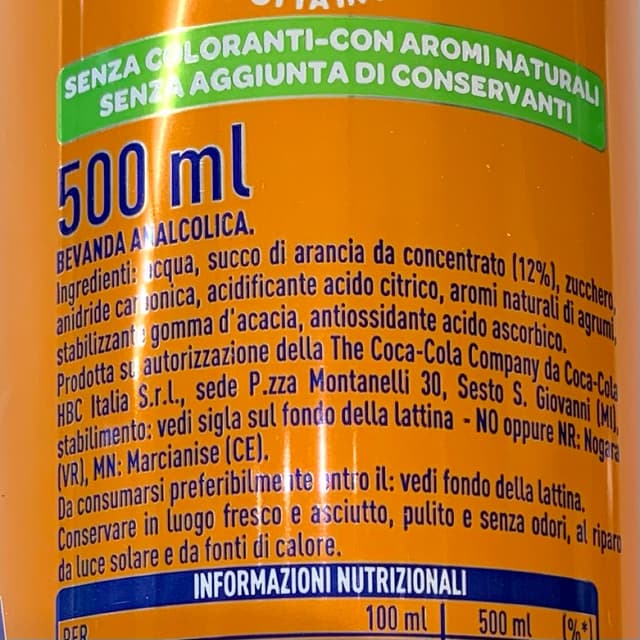 SENZA COLORANTI-CON AROMI NATURALI
SENZA AGGIUNTA DI CONSERVANTI
500 ml
BEVANDA ANALCOLICA.
Ingredienti: acqua, succo di arancia da concentrato (12%), zucchero,
anidride carbonica, acidificante acido citrico, aromi naturali di agrumi,
stabilizzante gomma d'acacia, antiossidante acido ascorbico.
Prodotta su autorizzazione della The Coca-Cola Company da Coca-Cola
HBC Italia S.r.l., sede P.zza Montanelli 30, Sesto S. Giovanni (MI),
stabilimento: vedi sigla sul fondo della lattina - NO oppure NR: Nogara
(VR), MN: Marcianise (CE).
Da consumarsi preferibilmente entro il: vedi fondo della lattina.
Conservare in luogo fresco e asciutto, pulito e senza odori, al riparo
da luce solare e da fonti di calore.
INFORMAZIONI NUTRIZIONALI
PER 100 ml 500 ml (%*)